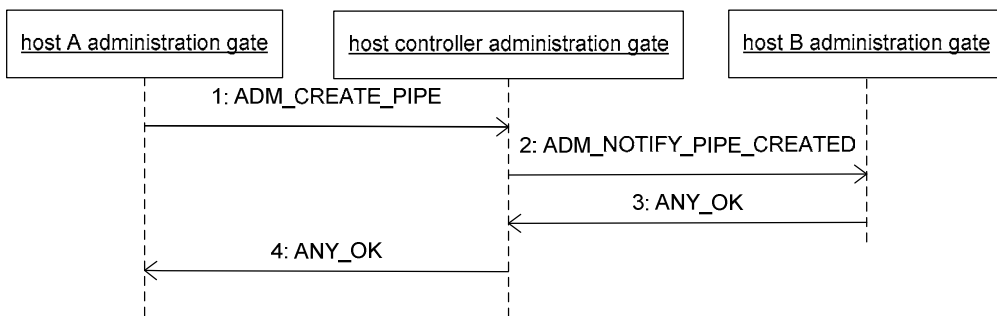 host A administration gate
host controller administration gate
host B administration gate
1: ADM_CREATE_PIPE
2: ADM_NOTIFY_PIPE_CREATED
3: ANY_OK
4: ANY_OK